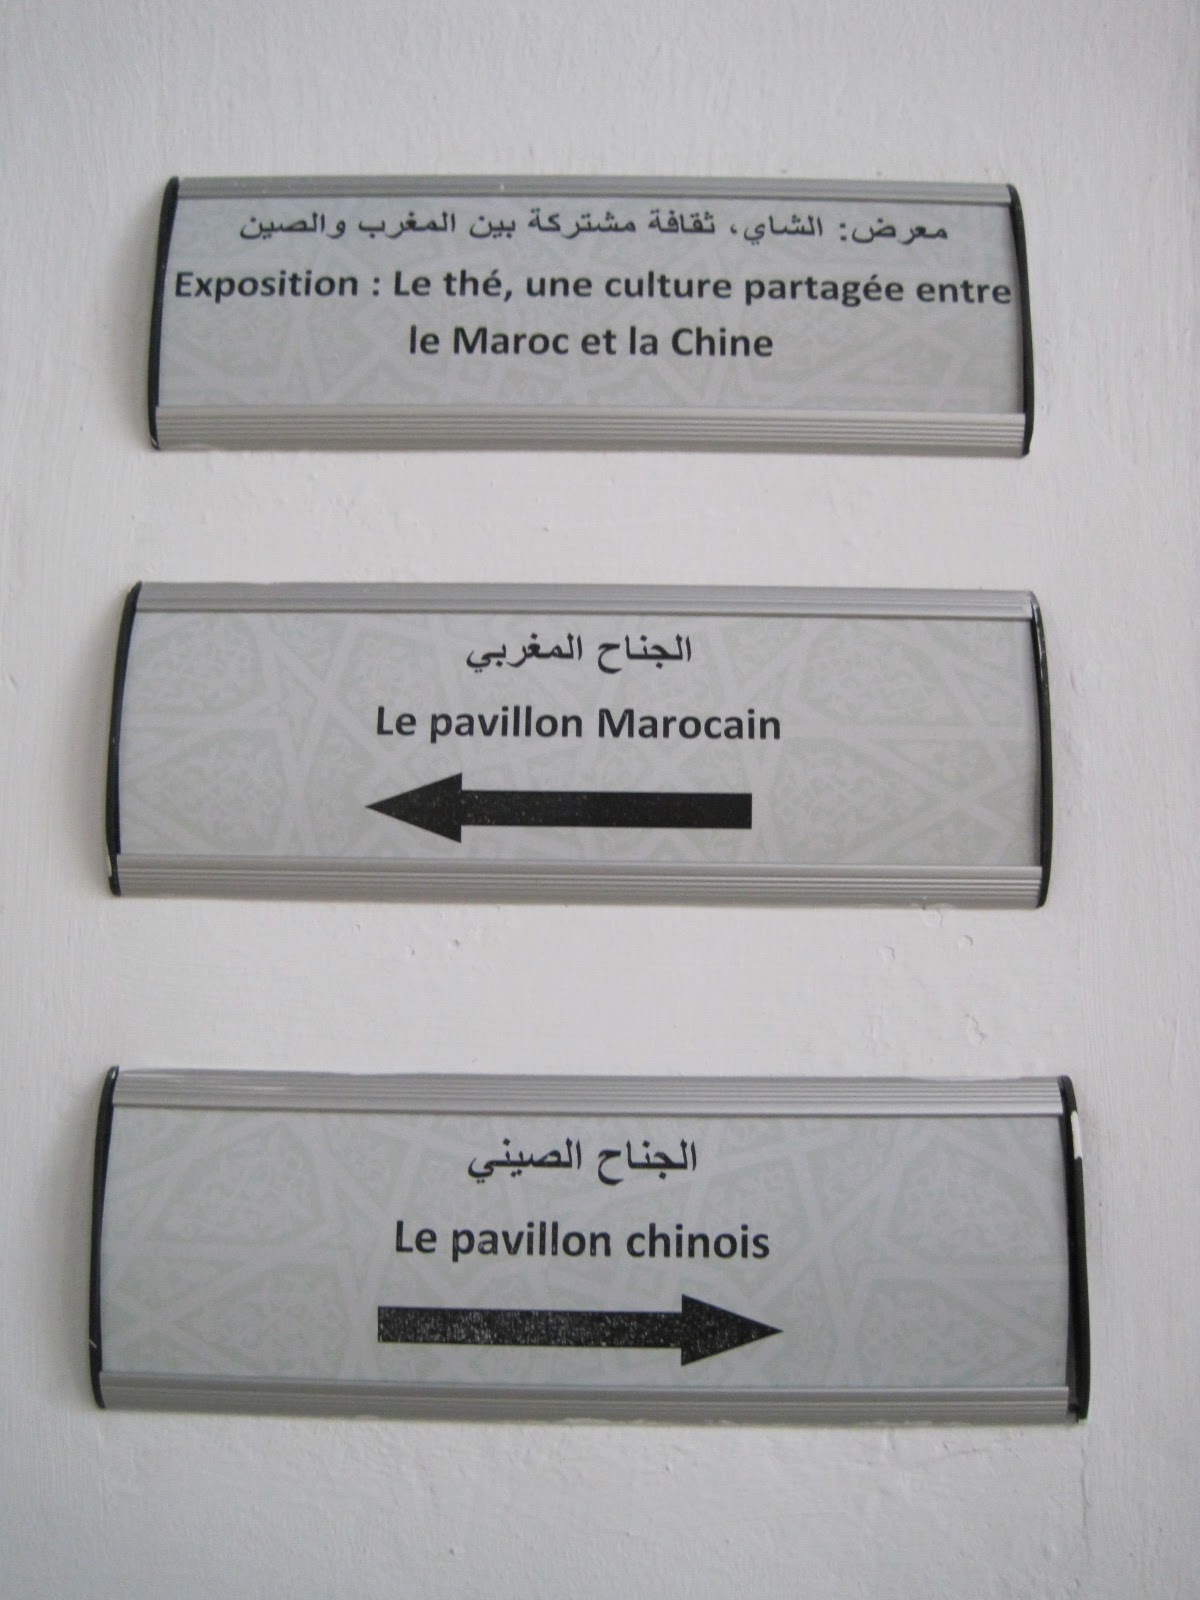 معرض: الشاي، ثقافة مشتركة بين المغرب والصين
Exposition : Le thé, une culture partagée entre
le Maroc et la Chine
الجناح المغربي
Le pavillon Marocain
الجناح الصيني
Le pavillon chinois